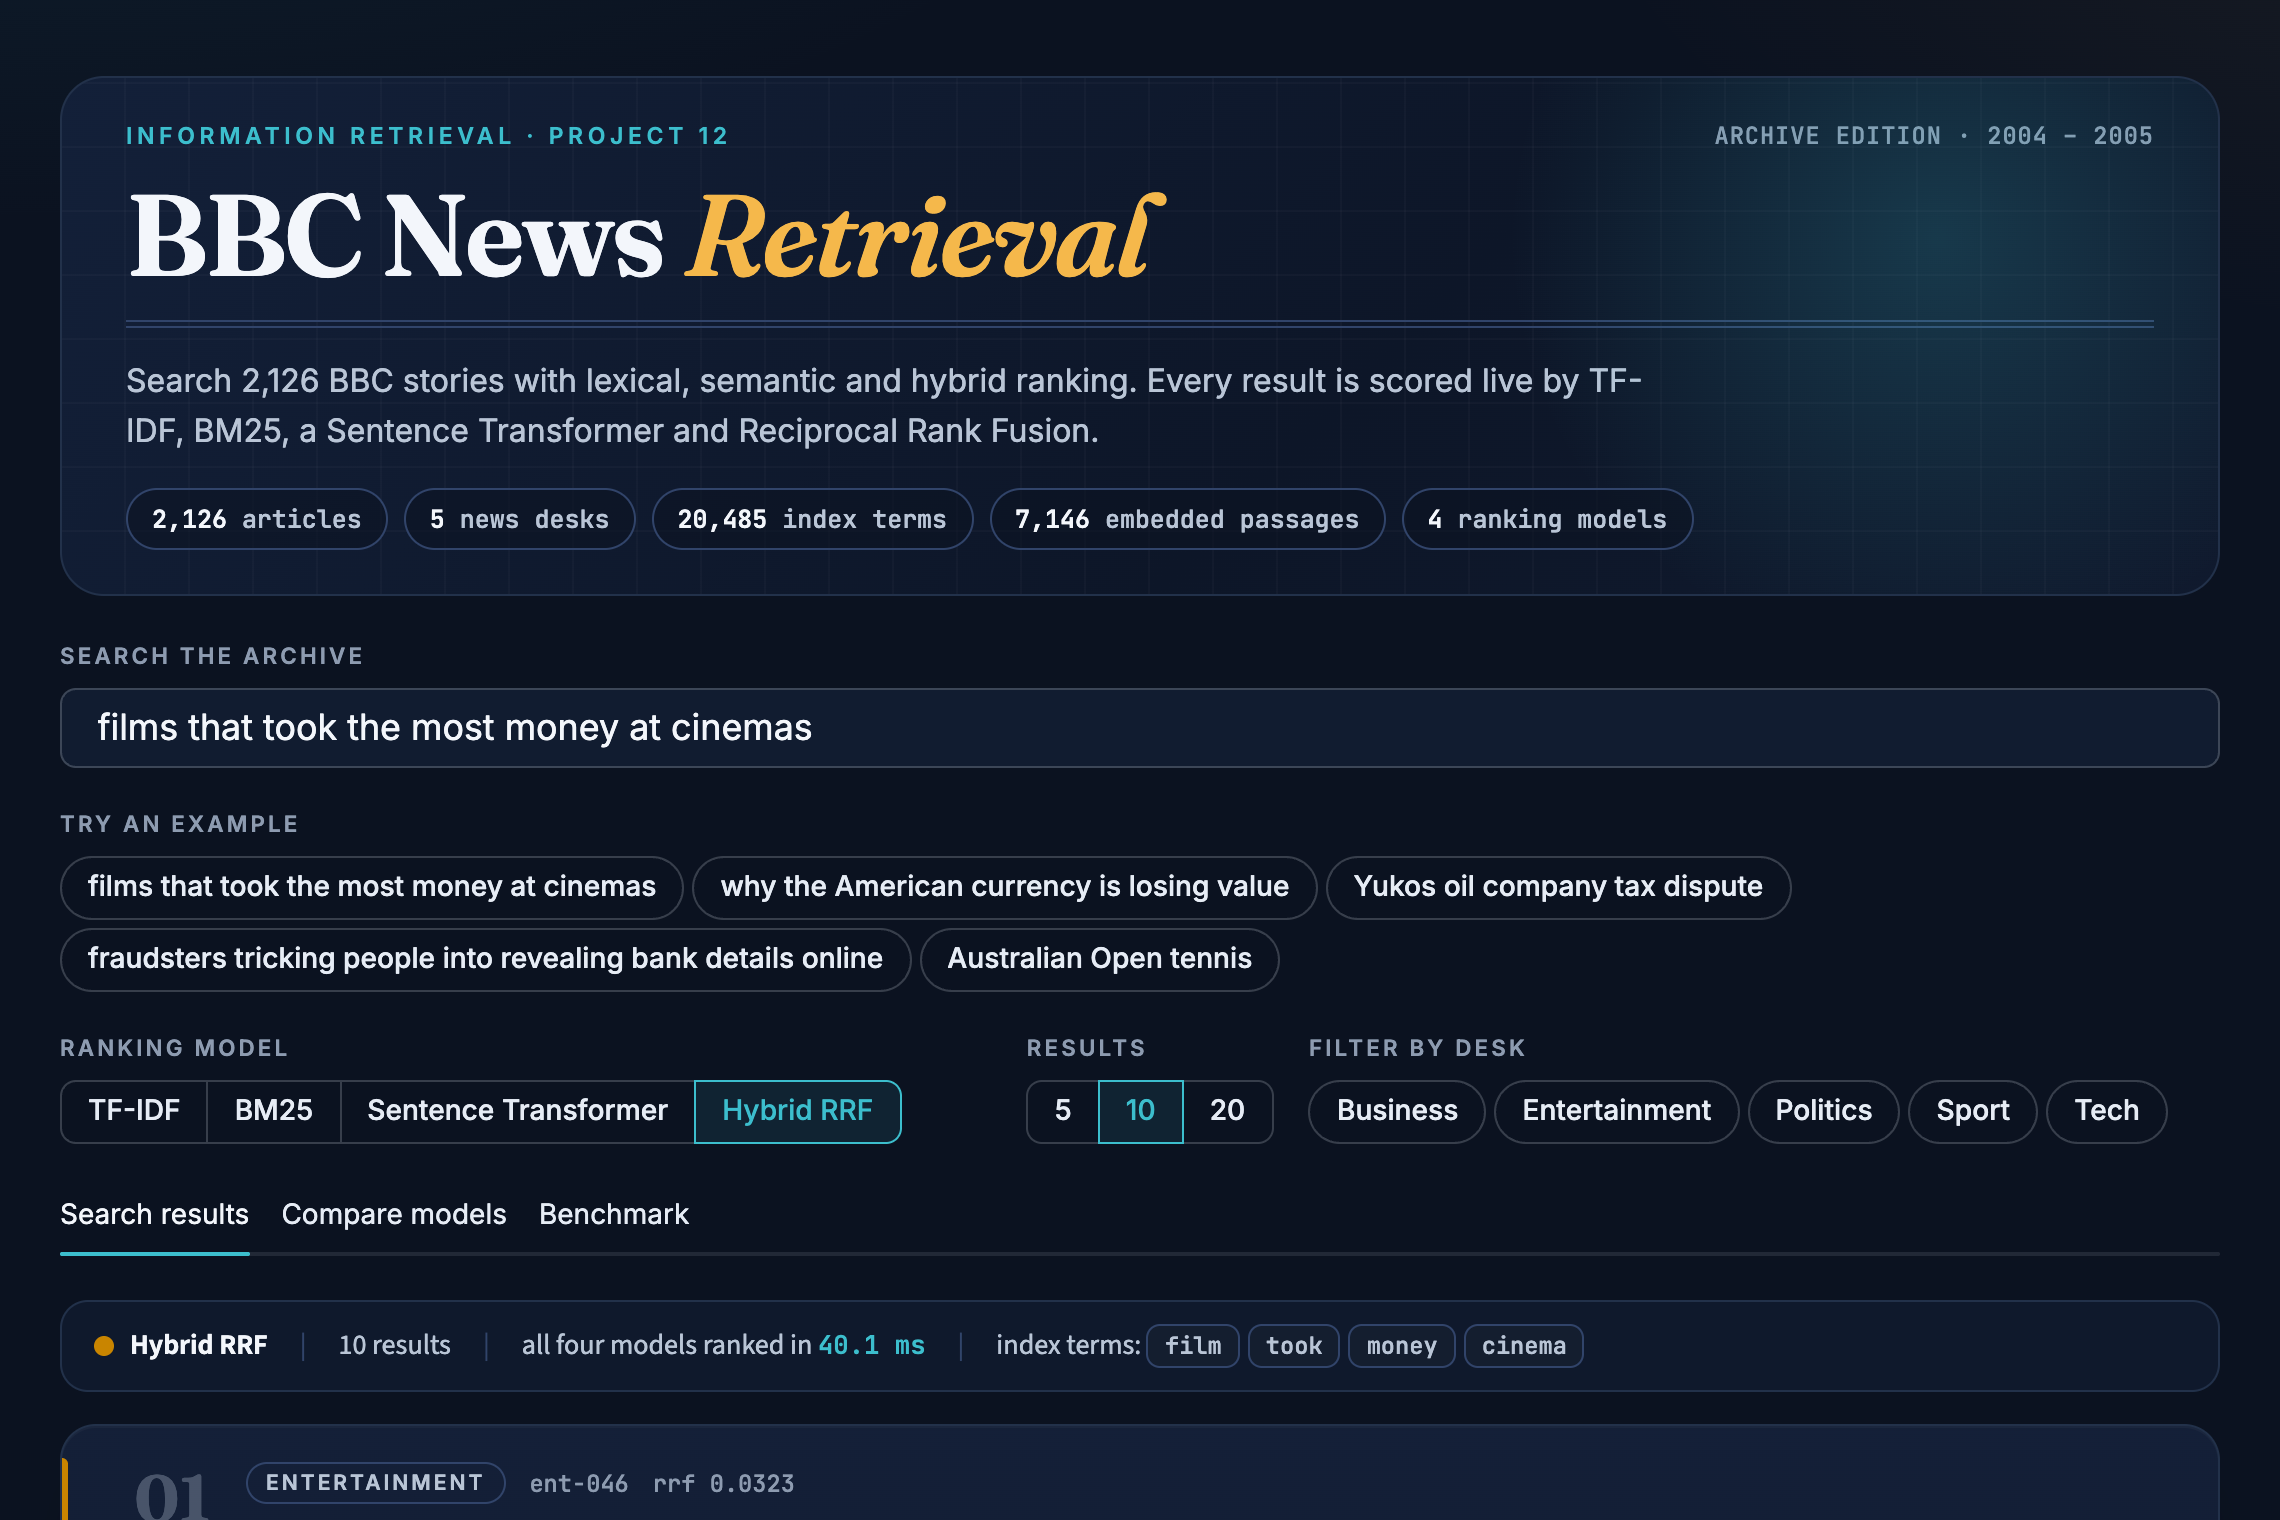 INFORMATION RETRIEVAL · PROJECT 12
ARCHIVE EDITION · 2004 – 2005
BBC News Retrieval
Search 2,126 BBC stories with lexical, semantic and hybrid ranking. Every result is scored live by TF-
IDF, BM25, a Sentence Transformer and Reciprocal Rank Fusion.
2,126 articles 5 news desks 20,485 index terms 7,146 embedded passages 4 ranking models
SEARCH THE ARCHIVE
films that took the most money at cinemas
TRY AN EXAMPLE
films that took the most money at cinemas why the American currency is losing value Yukos oil company tax dispute
fraudsters tricking people into revealing bank details online Australian Open tennis
RANKING MODEL RESULTS FILTER BY DESK
TF-IDF BM25 Sentence Transformer Hybrid RRF 5 10 20 Business Entertainment Politics Sport Tech
Search results Compare models Benchmark
Hybrid RRF | 10 results | all four models ranked in 40.1 ms | index terms: film took money cinema
01 ENTERTAINMENT ent-046 rrf 0.0323